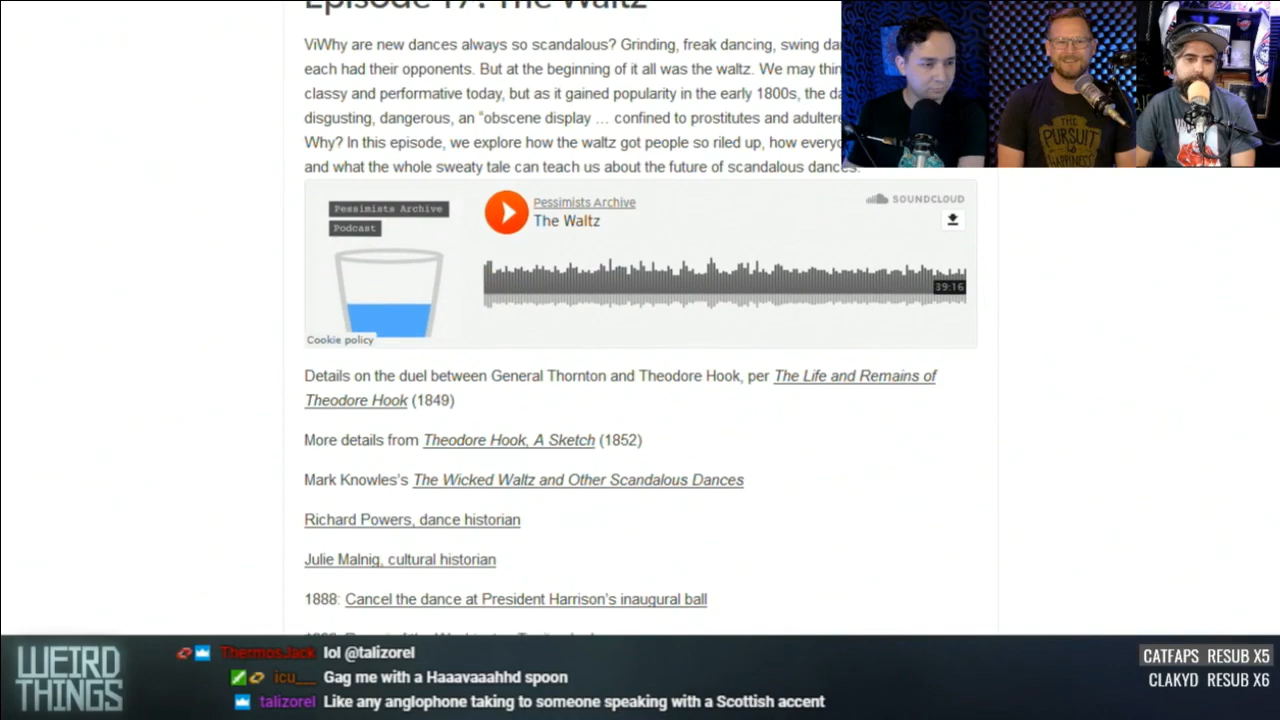 Episode 17: The Waltz
ViWhy are new dances always so scandalous? Grinding, freak dancing, swing da
each had their opponents. But at the beginning of it all was the waltz. We may thin
classy and performative today, but as it gained popularity in the early 1800s, the da
disgusting, dangerous, an “obscene display … confined to prostitutes and adultere
Why? In this episode, we explore how the waltz got people so riled up, how everyo
and what the whole sweaty tale can teach us about the future of scandalous dances.
Pessimists Archive
Podcast
Pessimists Archive
The Waltz
SOUNDCLOUD
39:16
Cookie policy
Details on the duel between General Thornton and Theodore Hook, per The Life and Remains of
Theodore Hook (1849)
More details from Theodore Hook, A Sketch (1852)
Mark Knowles’s The Wicked Waltz and Other Scandalous Dances
Richard Powers, dance historian
Julie Malnig, cultural historian
1888: Cancel the dance at President Harrison’s inaugural ball
THE
PURSUIT
of
HAPPINESS
WEIRD
THINGS
ThermosJack lol @talizorel
icu___ Gag me with a Haaavaaahhd spoon
talizorel Like any anglophone taking to someone speaking with a Scottish accent
CATFAPS RESUB X5
CLAKYD RESUB X6